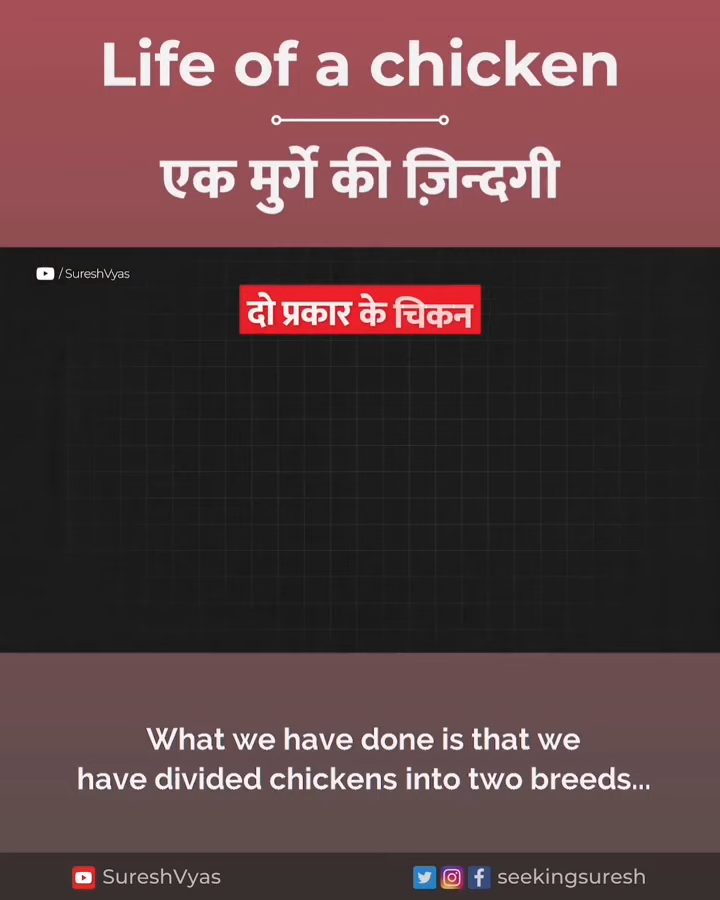 Life of a chicken
एक मुर्गे की ज़िन्दगी
/SureshVyas
दो प्रकार के चिकन
What we have done is that we
have divided chickens into two breeds...
SureshVyas
seekingsuresh